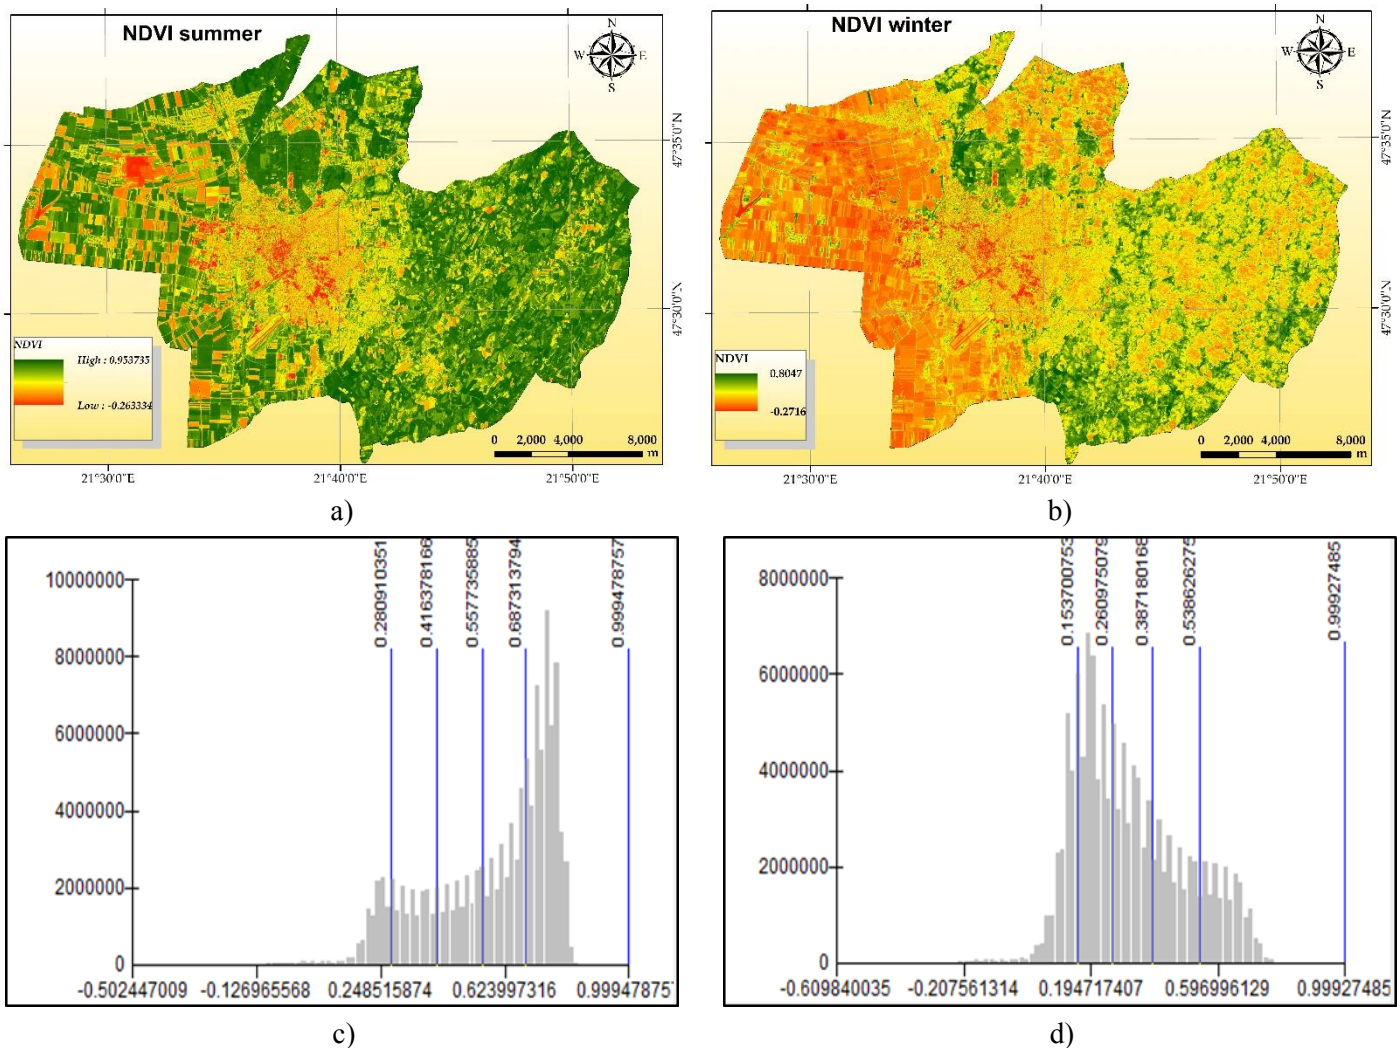 NDVI summer
N
W
E
S
47°35'0"N
47°30'0"N
NDVI
High : 0.953735
Low : -0.263334
0 2,000 4,000 8,000
m
21°30'0"E
21°40'0"E
21°50'0"E
a)
NDVI winter
N
W
E
S
47°35'0"N
47°30'0"N
NDVI
0.8047
-0.2716
0 2,000 4,000 8,000
m
21°30'0"E
21°40'0"E
21°50'0"E
b)
0.280910351
0.416378166
0.557735885
0.687313794
0.999478757
10000000
8000000
6000000
4000000
2000000
0
-0.502447009
-0.126965568
0.248515874
0.623997316
0.999947875
c)
0.153700753
0.260975079
0.387180168
0.538626275
0.99927485
8000000
6000000
4000000
2000000
0
-0.609840035
-0.207561314
0.194717407
0.596996129
0.99927485
d)